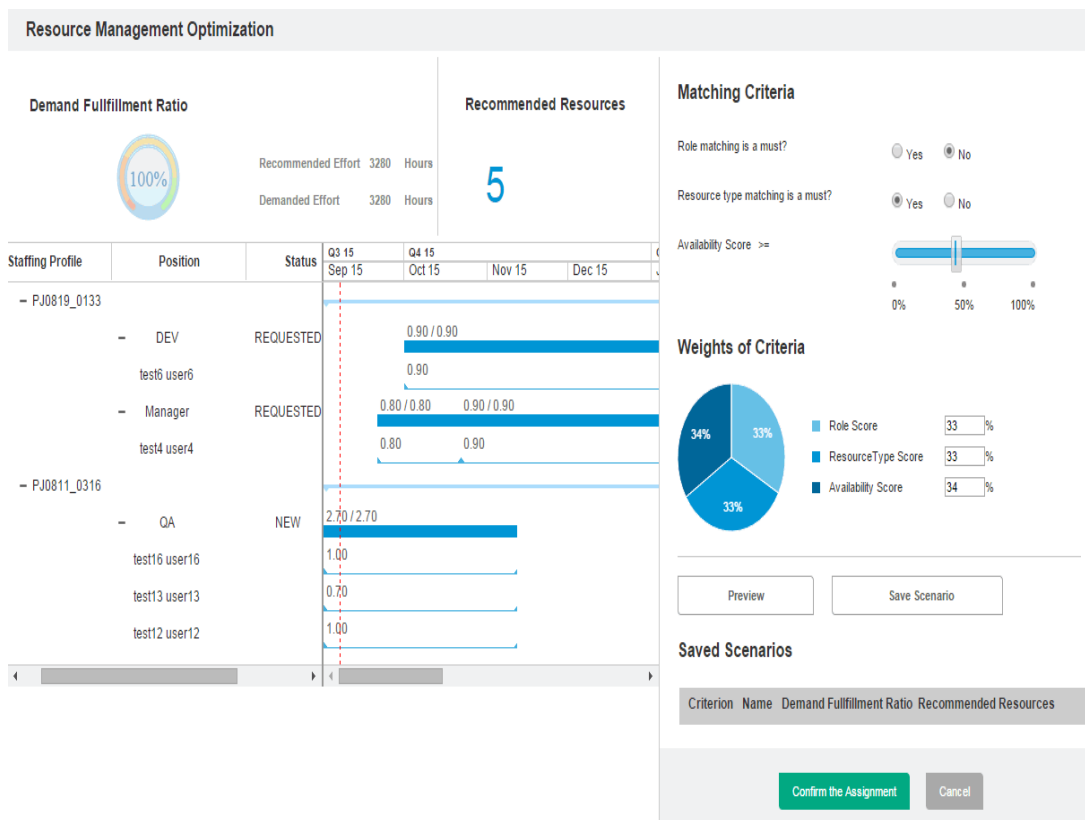 Resource Management Optimization
Demand Fullfillment Ratio
100%
Recommended Effort 3280 Hours
Demanded Effort 3280 Hours
Recommended Resources
5
Staffing Profile Position Status
Q3 15 Q4 15
Sep 15 Oct 15 Nov 15 Dec 15
PJ0819_0133
DEV REQUESTED 0.90 / 0.90
test6 user6 0.90
Manager REQUESTED 0.80 / 0.80 0.90 / 0.90
test4 user4 0.80 0.90
PJ0811_0316
QA NEW 2.70 / 2.70
test16 user16 1.00
test13 user13 0.70
test12 user12 1.00
Matching Criteria
Role matching is a must? Yes No
Resource type matching is a must? Yes No
Availability Score >=
0% 50% 100%
Weights of Criteria
34% 33%
33%
Role Score 33 %
ResourceType Score 33 %
Availability Score 34 %
Preview Save Scenario
Saved Scenarios
Criterion Name Demand Fullfillment Ratio Recommended Resources
Confirm the Assignment Cancel